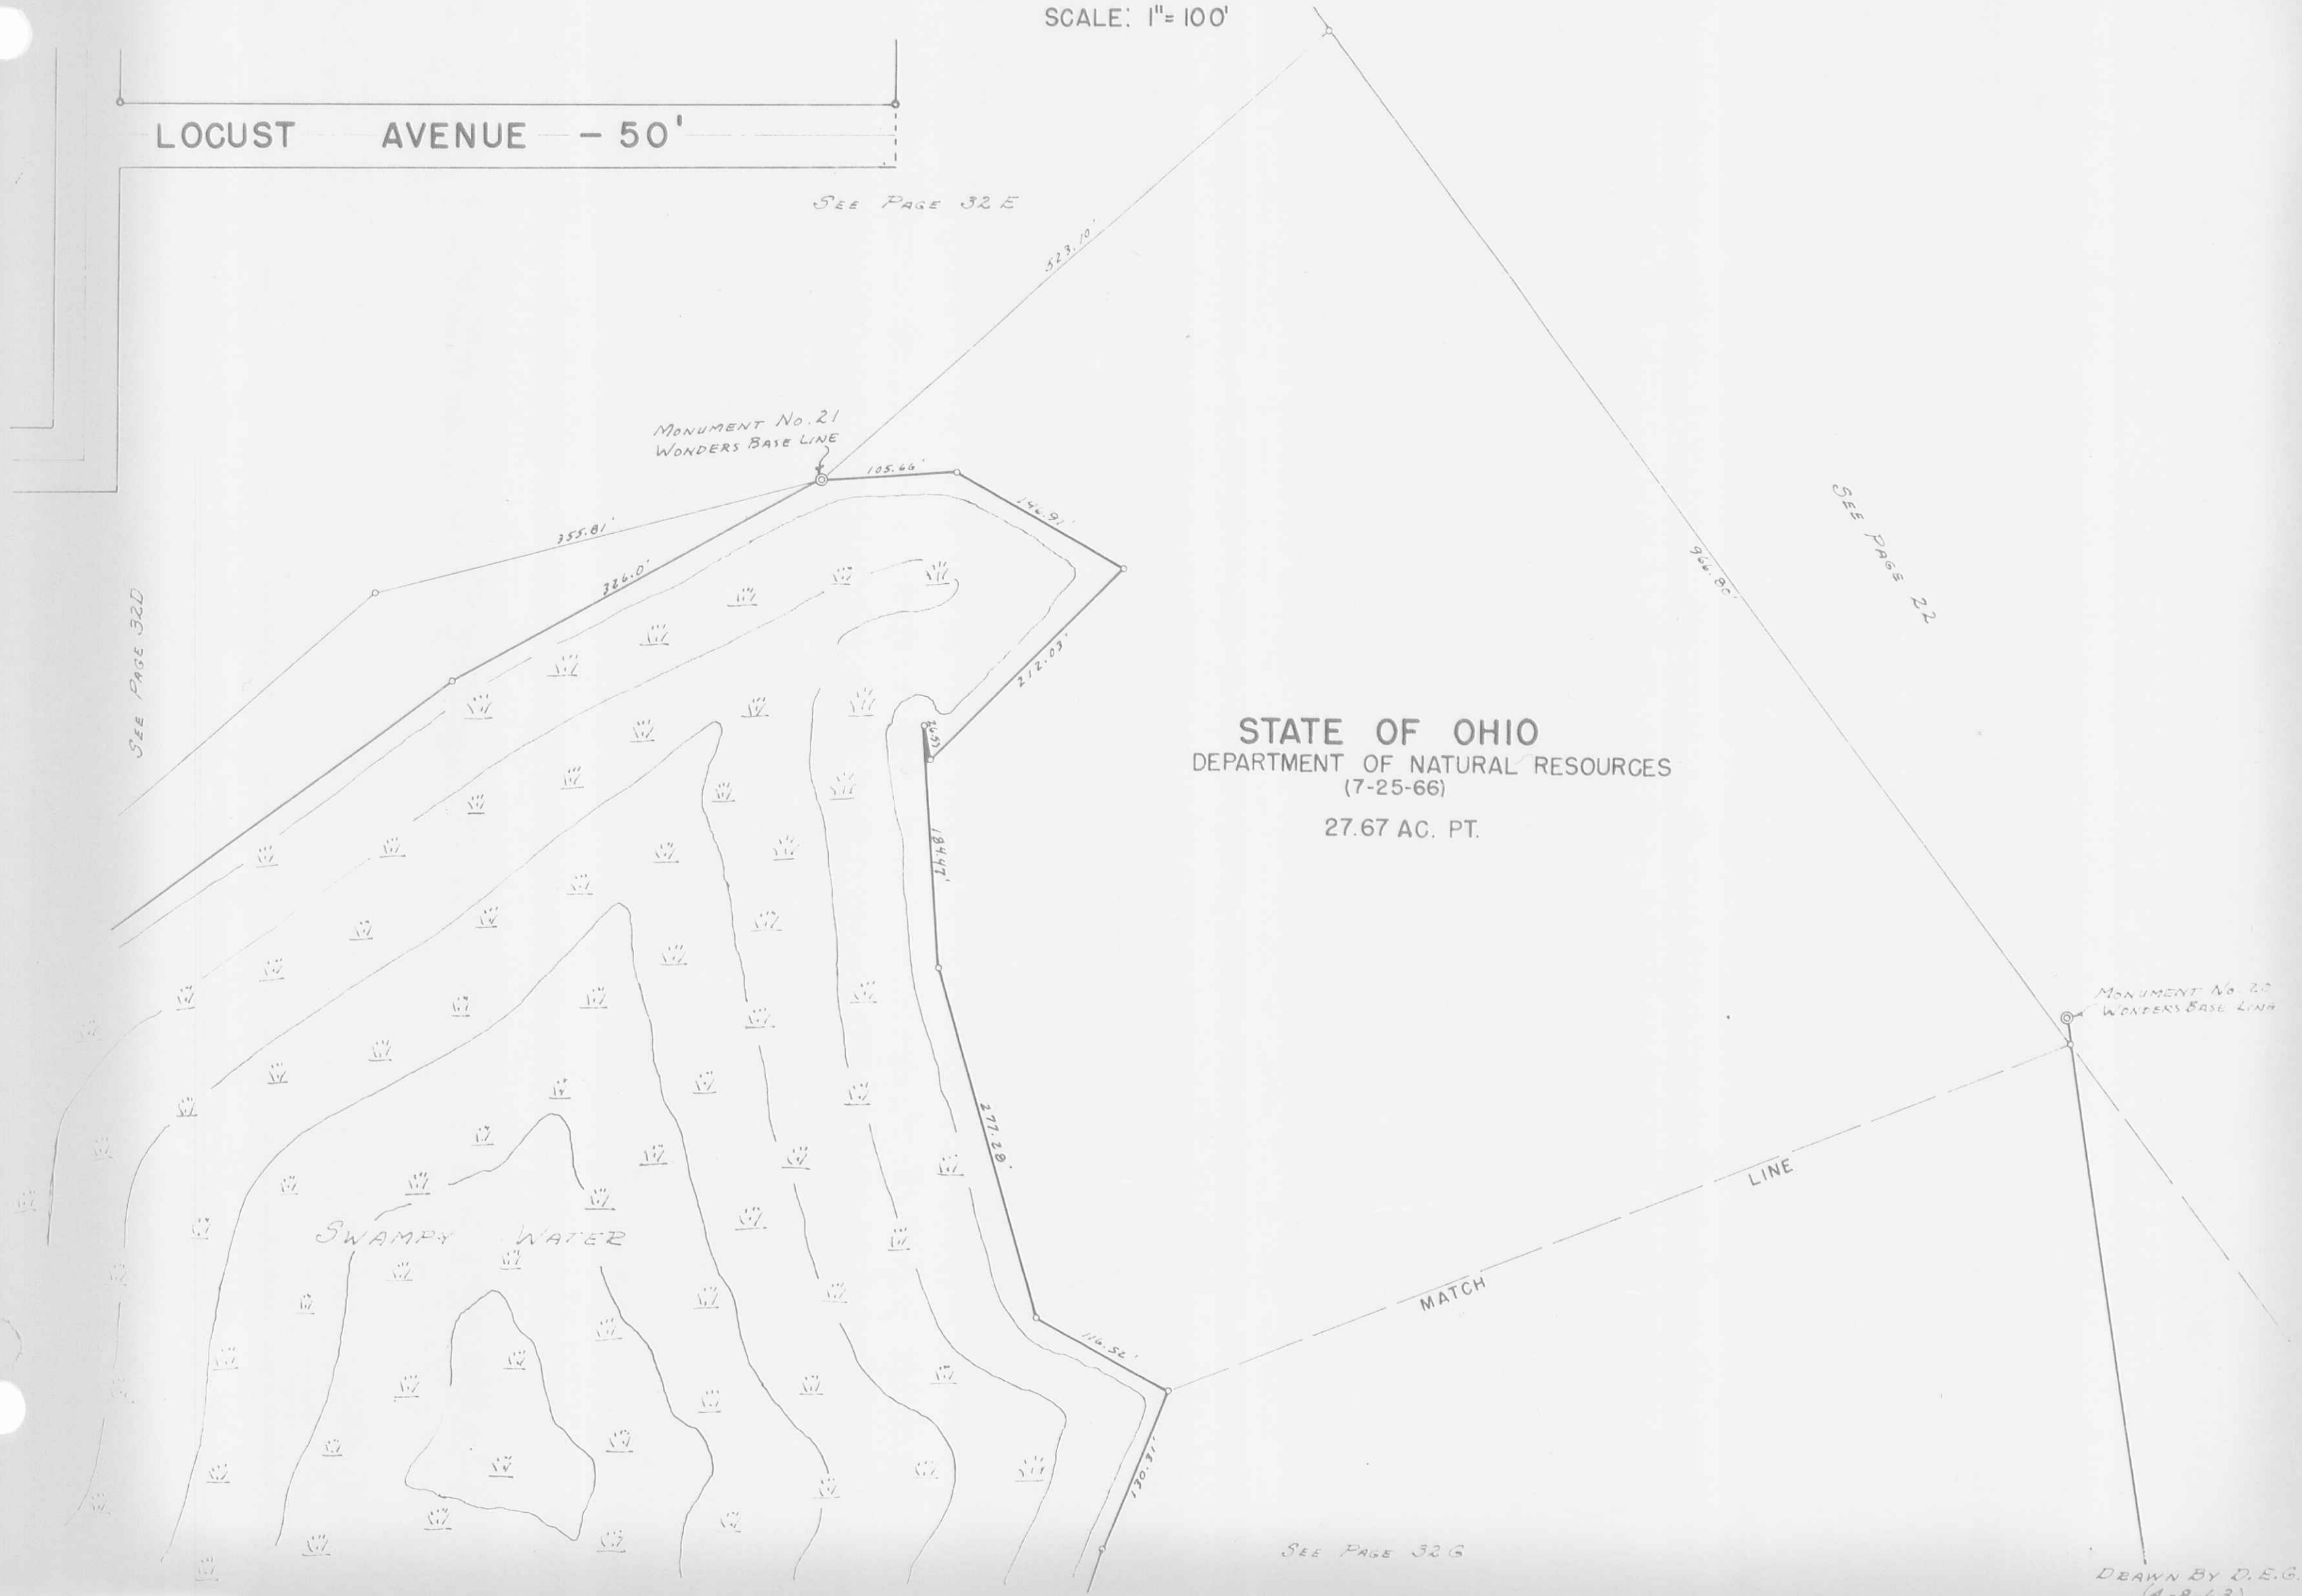 SCALE: 1"= 100'
LOCUST AVENUE - 50'
SEE PAGE 32 E
523.10'
MONUMENT NO. 21
WONDERS BASE LINE
105.66'
146.91'
355.81'
326.0'
SEE PAGE 32D
212.03'
966.80'
SEE PAGE 22
STATE OF OHIO
DEPARTMENT OF NATURAL RESOURCES
(7-25-66)
27.67 AC. PT.
184.47'
MONUMENT NO 20
WONDERS BASE LINE
277.28'
LINE
SWAMPY WATER
MATCH
116.52'
130.31'
SEE PAGE 32 G
DRAWN BY D.E.G.